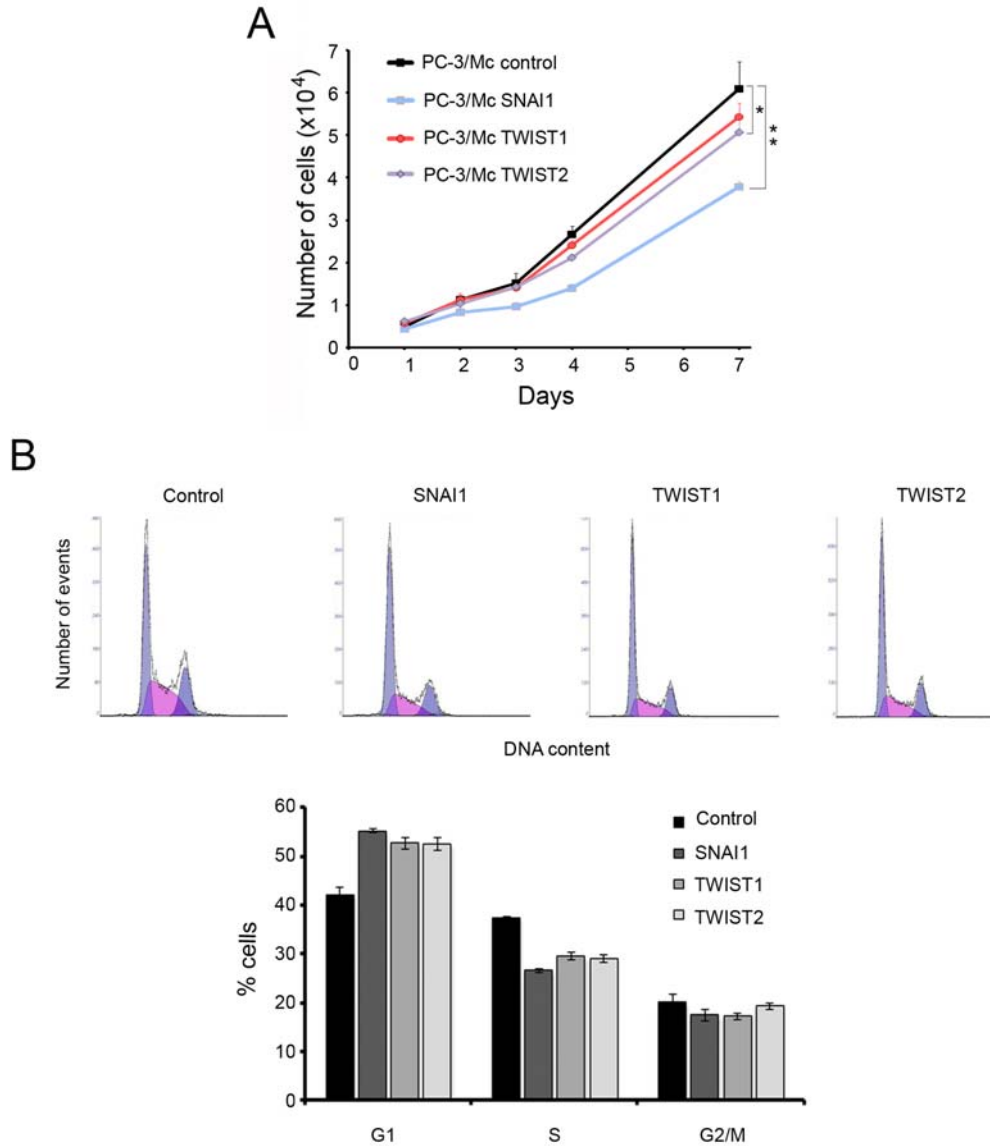 A
Number of cells (x10⁴)
7
6
5
4
3
2
1
0
PC-3/Mc control
PC-3/Mc SNAI1
PC-3/Mc TWIST1
PC-3/Mc TWIST2
*
**
0 1 2 3 4 5 6 7
Days
B
Control SNAI1 TWIST1 TWIST2
Number of events
DNA content
% cells
60
50
40
30
20
10
0
Control
SNAI1
TWIST1
TWIST2
G1 S G2/M